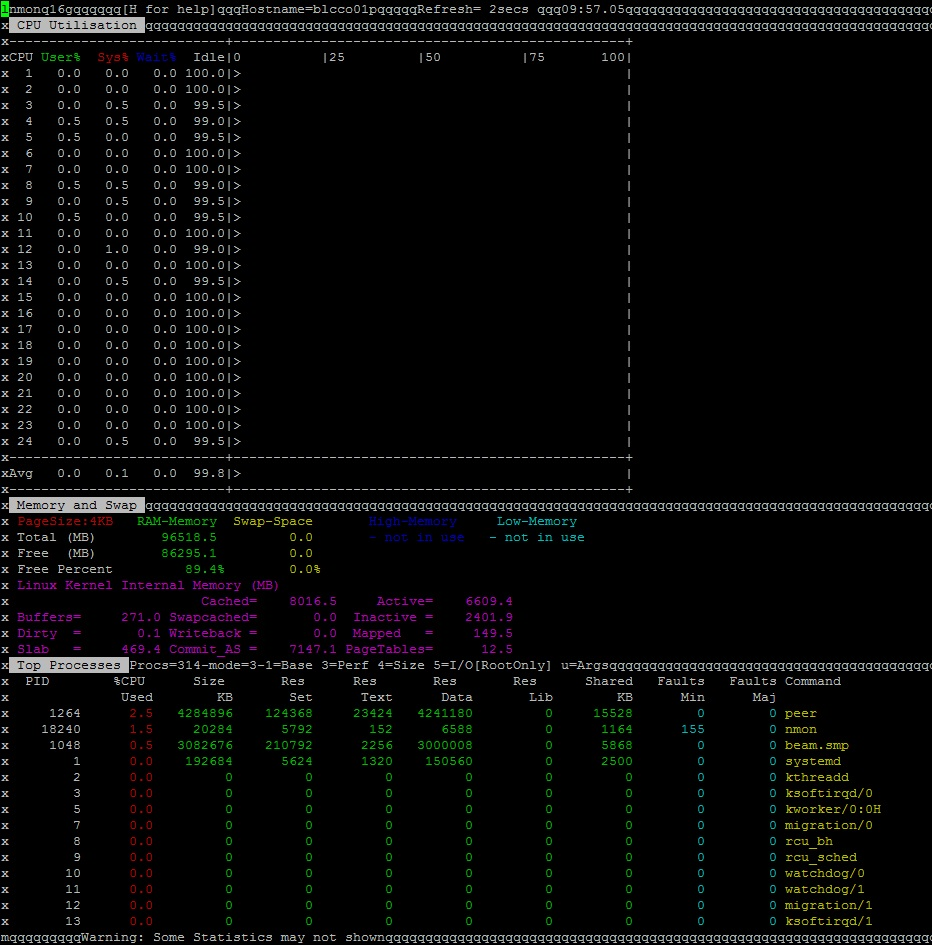 lnmonq16gqqqqqq[H for help]qqqHostname=blcco01pqqqqqRefresh= 2secs qqq09:57.05qqqqqqqqqqqqqqqqqqqqqqqqqqqqqqqqqqqqqq
x CPU Utilisation qqqqqqqqqqqqqqqqqqqqqqqqqqqqqqqqqqqqqqqqqqqqqqqqqqqqqqqqqqqqqqqqqqqqqqqqqqqqqqqqqqqqqqqqqqqqqqqqqq
x---------------------------+-------------------------------------------------+
xCPU User% Sys% Wait% Idle|0 |25 |50 |75 100|
x 1 0.0 0.0 0.0 100.0|> |
x 2 0.0 0.0 0.0 100.0|> |
x 3 0.0 0.5 0.0 99.5|> |
x 4 0.5 0.5 0.0 99.5|> |
x 5 0.5 0.0 0.0 99.5|> |
x 6 0.0 0.0 0.0 100.0|> |
x 7 0.0 0.0 0.0 100.0|> |
x 8 0.5 0.5 0.0 99.0|> |
x 9 0.0 0.5 0.0 99.5|> |
x 10 0.5 0.0 0.0 99.5|> |
x 11 0.0 0.0 0.0 100.0|> |
x 12 0.0 1.0 0.0 99.0|> |
x 13 0.0 0.0 0.0 100.0|> |
x 14 0.0 0.5 0.0 99.5|> |
x 15 0.0 0.0 0.0 100.0|> |
x 16 0.0 0.0 0.0 100.0|> |
x 17 0.0 0.0 0.0 100.0|> |
x 18 0.0 0.0 0.0 100.0|> |
x 19 0.0 0.0 0.0 100.0|> |
x 20 0.0 0.0 0.0 100.0|> |
x 21 0.0 0.0 0.0 100.0|> |
x 22 0.0 0.0 0.0 100.0|> |
x 23 0.0 0.0 0.0 100.0|> |
x 24 0.0 0.5 0.0 99.5|> |
x---------------------------+-------------------------------------------------+
xAvg 0.0 0.1 0.0 99.8|> |
x---------------------------+-------------------------------------------------+
x Memory and Swap qqqqqqqqqqqqqqqqqqqqqqqqqqqqqqqqqqqqqqqqqqqqqqqqqqqqqqqqqqqqqqqqqqqqqqqqqqqqqqqqqqqqqqqqqqqqqqqqqq
x PageSize:4KB RAM-Memory Swap-Space High-Memory Low-Memory
x Total (MB) 96518.5 0.0 - not in use - not in use
x Free (MB) 86295.1 0.0
x Free Percent 89.4% 0.0%
x Linux Kernel Internal Memory (MB)
x Cached= 8016.5 Active= 6609.4
x Buffers= 271.0 Swapcached= 0.0 Inactive = 2401.9
x Dirty = 0.1 Writeback = 0.0 Mapped = 149.5
x Slab = 469.4 Commit_AS = 7147.1 PageTables= 12.5
x Top Processes Procs=314-mode=3-1=Base 3=Perf 4=Size 5=I/O[RootOnly] u=Argsqqqqqqqqqqqqqqqqqqqqqqqqqqqqqqqqqqqqqqqq
x PID %CPU Size Res Res Res Res Shared Faults Faults Command
x Used KB Set Text Data Lib KB Min Maj
x 1264 2.5 4284896 124368 23424 4241180 0 15528 0 0 peer
x 18240 1.5 20284 5792 152 6588 0 1164 155 0 nmon
x 1048 0.5 3082676 210792 2256 3000008 0 5868 0 0 beam.smp
x 1 0.0 192684 5624 1320 150560 0 2500 0 0 systemd
x 2 0.0 0 0 0 0 0 0 0 0 kthreadd
x 3 0.0 0 0 0 0 0 0 0 0 ksoftirqd/0
x 5 0.0 0 0 0 0 0 0 0 0 kworker/0:0H
x 7 0.0 0 0 0 0 0 0 0 0 migration/0
x 8 0.0 0 0 0 0 0 0 0 0 rcu_bh
x 9 0.0 0 0 0 0 0 0 0 0 rcu_sched
x 10 0.0 0 0 0 0 0 0 0 0 watchdog/0
x 11 0.0 0 0 0 0 0 0 0 0 watchdog/1
x 12 0.0 0 0 0 0 0 0 0 0 migration/1
x 13 0.0 0 0 0 0 0 0 0 0 ksoftirqd/1
mqqqqqqqqqWarning: Some Statistics may not shownqqqqqqqqqqqqqqqqqqqqqqqqqqqqqqqqqqqqqqqqqqqqqqqqqqqqqqqqqqqqqqqqqqqq